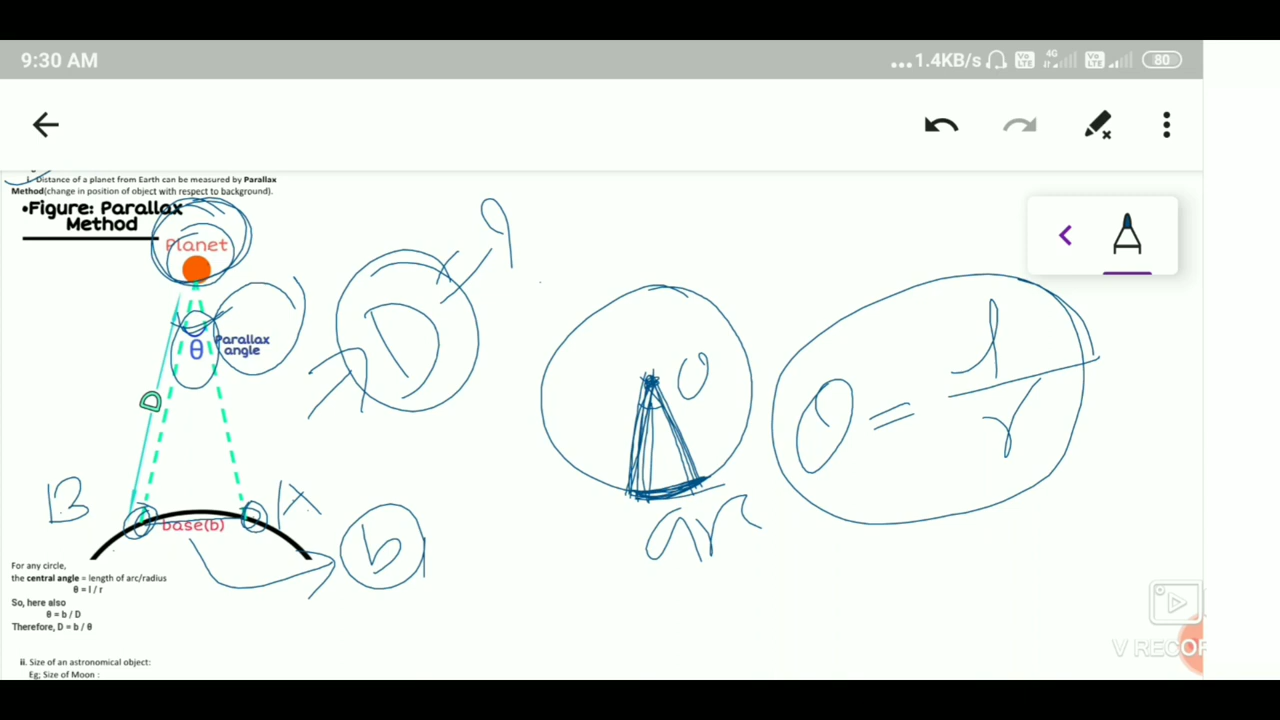 9:30 AM
...1.4KB/s 4G 80
i. Distance of a planet from Earth can be measured by Parallax
Method(change in position of object with respect to background).
•Figure: Parallax
Method
Planet
θ
Parallax
angle
D
base(b)
B
A
b
D
θ
arc
θ = l / r
For any circle,
the central angle = length of arc/radius
θ = l / r
So, here also
θ = b / D
Therefore, D = b / θ
ii. Size of an astronomical object:
Eg; Size of Moon :
V RECOR